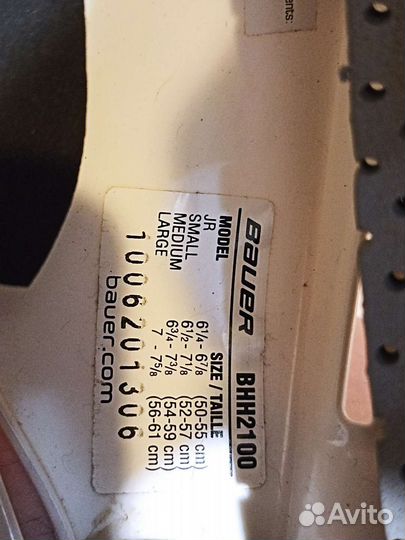 ents:
BAUER BHH2100
MODEL SIZE / TAILLE
JR 6¼ - 6⅞ (50-55 cm)
SMALL 6½ - 7⅛ (52-57 cm)
MEDIUM 6¾ - 7⅜ (54-59 cm)
LARGE 7 - 7⅝ (56-61 cm)
1006201306
bauer.com
Avito